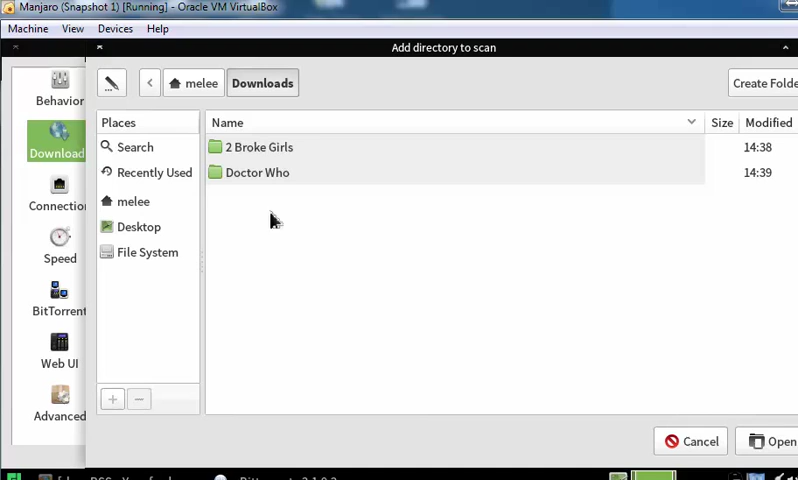 Manjaro (Snapshot 1) [Running] - Oracle VM VirtualBox
Machine View Devices Help
Add directory to scan
melee Downloads Create Folde
Behavior
Download
Connection
Speed
BitTorrent
Web UI
Advanced
Places
Search
Recently Used
melee
Desktop
File System
Name Size Modified
2 Broke Girls 14:38
Doctor Who 14:39
Cancel Open